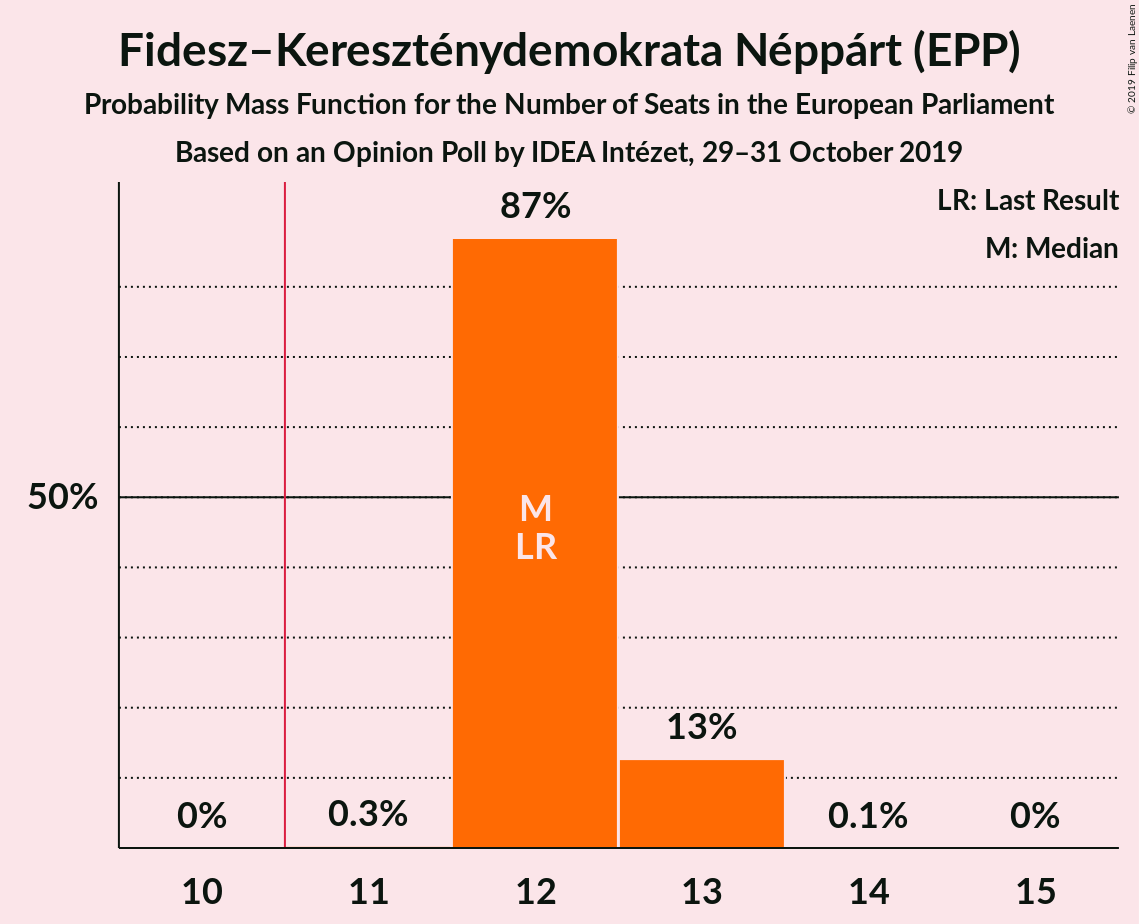 Fidesz–Kereszténydemokrata Néppárt (EPP)
Probability Mass Function for the Number of Seats in the European Parliament
Based on an Opinion Poll by IDEA Intézet, 29–31 October 2019
© 2019 Filip van Laenen
LR: Last Result
M: Median
87%
50%
M
LR
13%
0%
0.3%
0.1%
0%
10
11
12
13
14
15